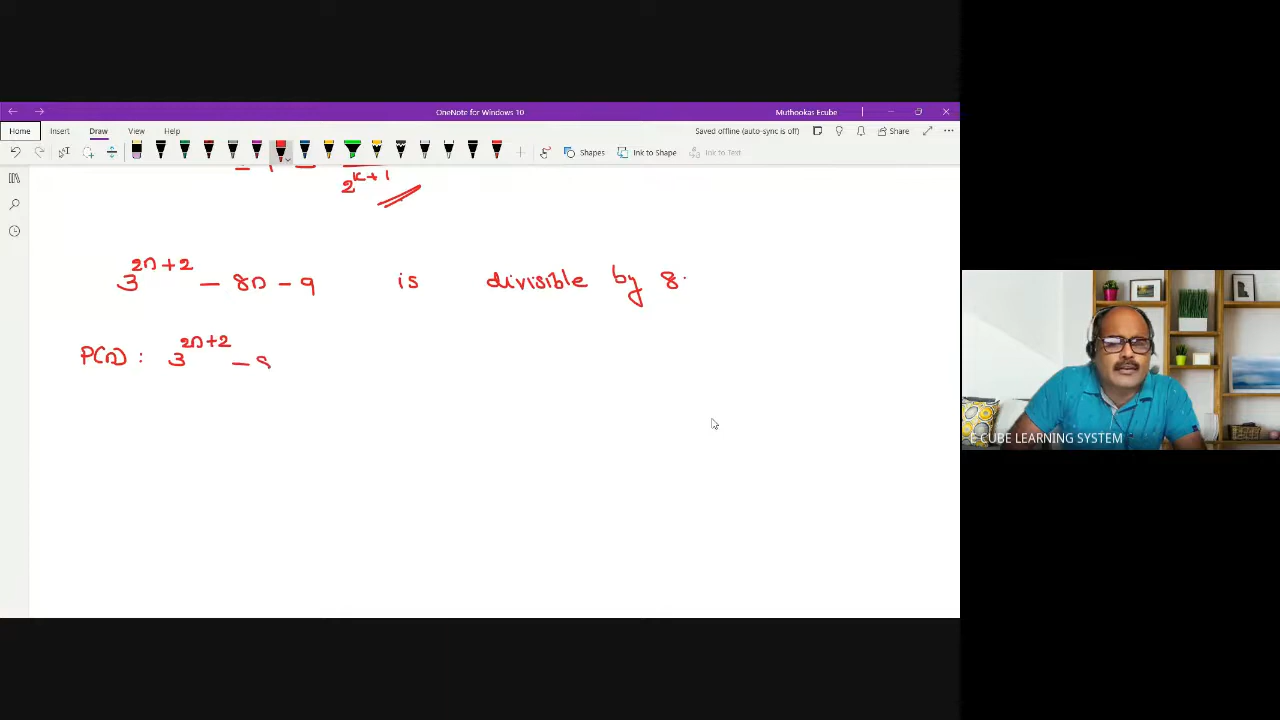 OneNote for Windows 10
Muthookas Ecube
Home Insert Draw View Help
Saved offline (auto-sync is off)
Share
Shapes
Ink to Shape
Ink to Text
2^{k+1}
3^{2n+2} - 8n - 9 is divisible by 8.
P(n) : 3^{2n+2} - 8
E CUBE LEARNING SYSTEM